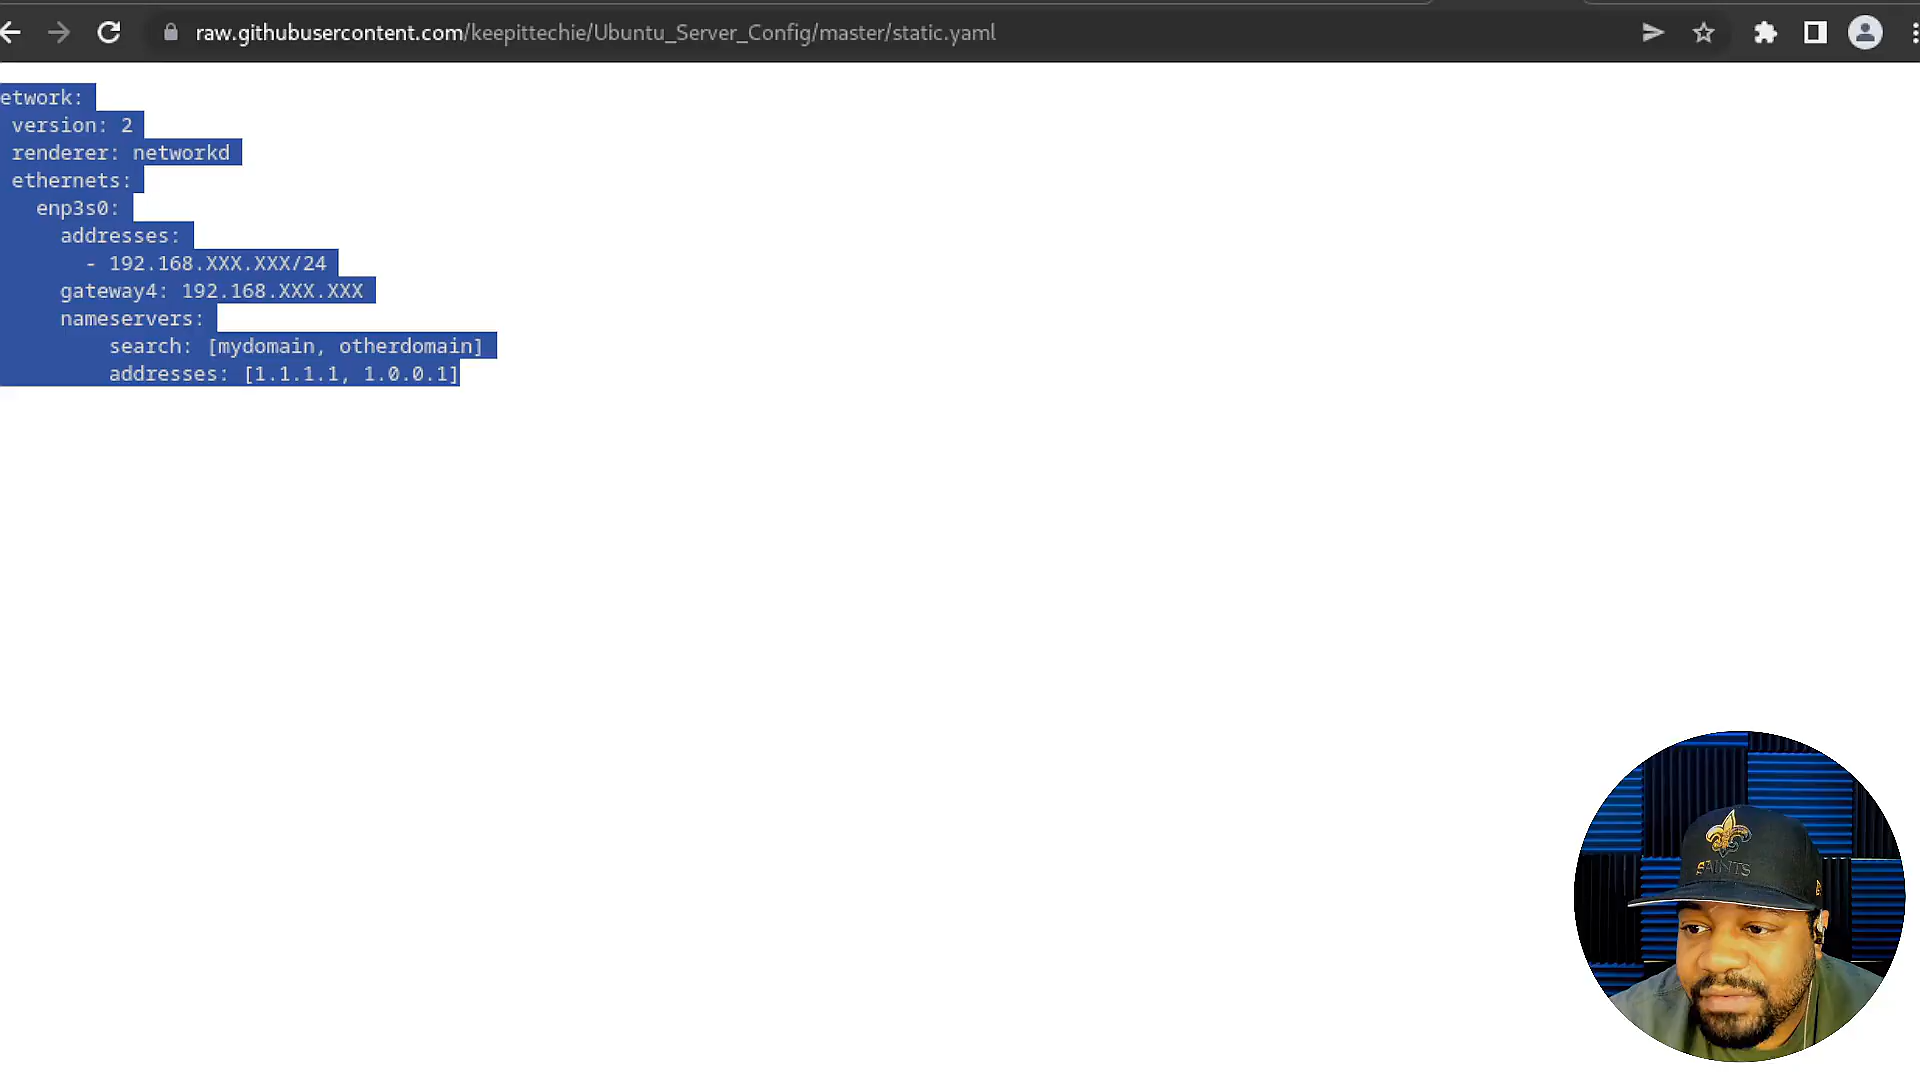 raw.githubusercontent.com/keepittechie/Ubuntu_Server_Config/master/static.yaml
etwork:
version: 2
renderer: networkd
ethernets:
enp3s0:
addresses:
- 192.168.XXX.XXX/24
gateway4: 192.168.XXX.XXX
nameservers:
search: [mydomain, otherdomain]
addresses: [1.1.1.1, 1.0.0.1]
SAINTS